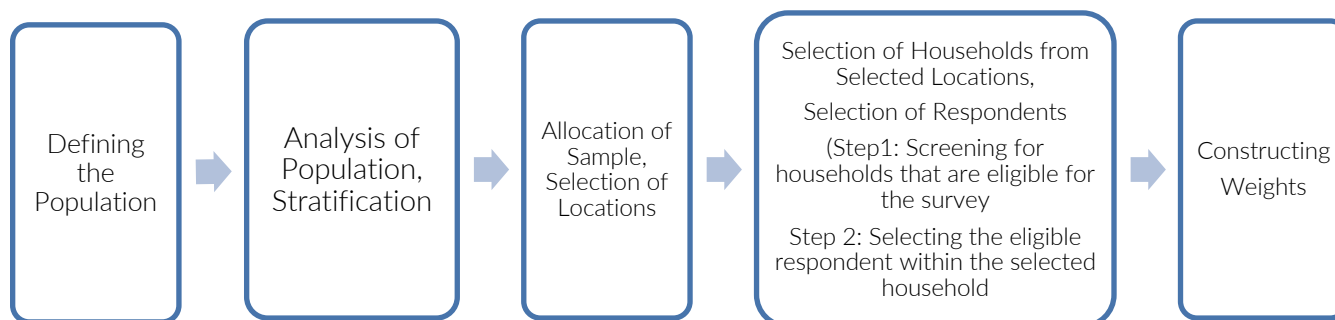 Defining
the
Population
Analysis of
Population,
Stratification
Allocation of
Sample,
Selection of
Locations
Selection of Households from
Selected Locations,
Selection of Respondents
(Step1: Screening for
households that are eligible for
the survey
Step 2: Selecting the eligible
respondent within the selected
household
Constructing
Weights